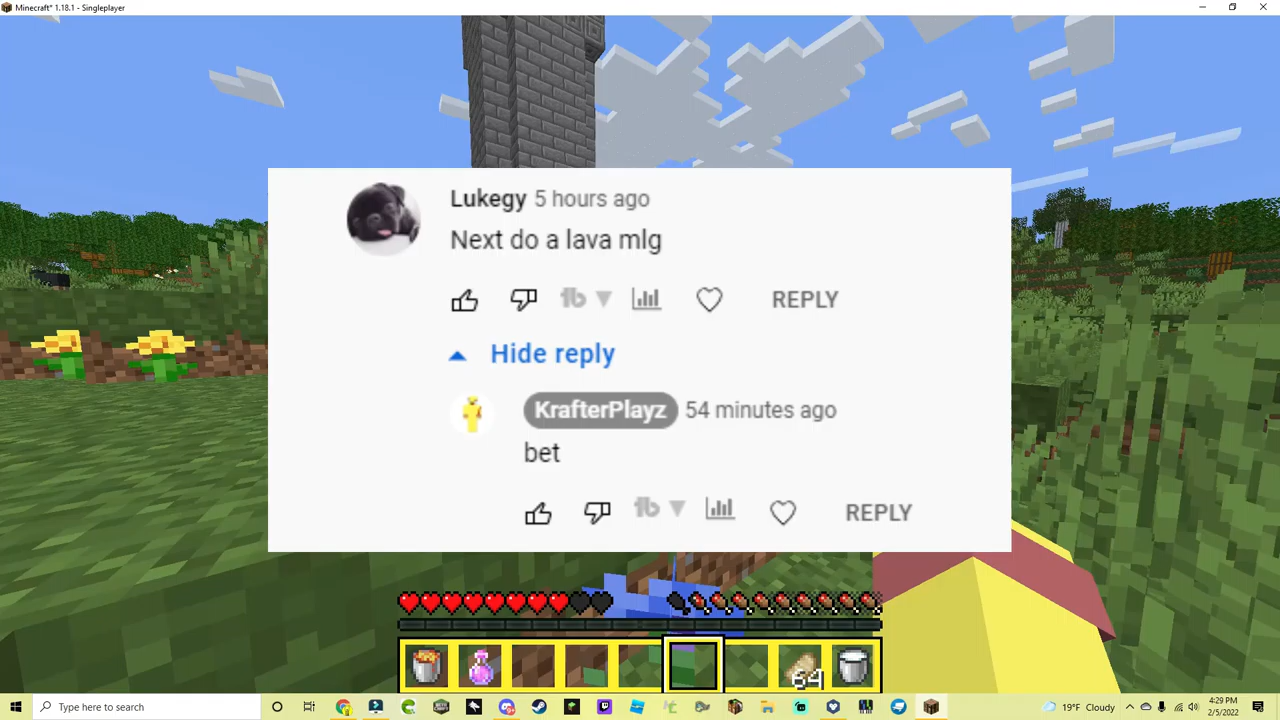 Minecraft* 1.18.1 - Singleplayer
Lukegy 5 hours ago
Next do a lava mlg
REPLY
Hide reply
KrafterPlayz 54 minutes ago
bet
REPLY
64
Type here to search
19°F Cloudy
4:29 PM
2/5/2022